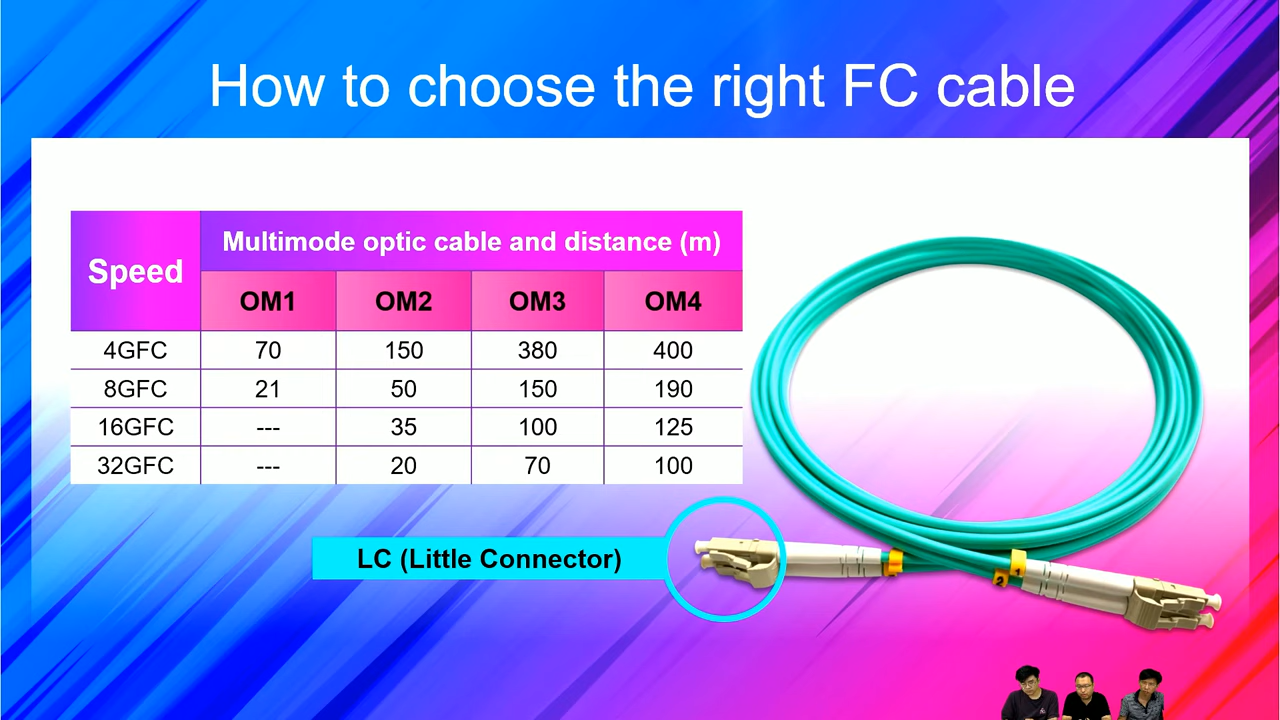 How to choose the right FC cable
Speed
Multimode optic cable and distance (m)
OM1 OM2 OM3 OM4
4GFC 70 150 380 400
8GFC 21 50 150 190
16GFC --- 35 100 125
32GFC --- 20 70 100
LC (Little Connector)
1
2